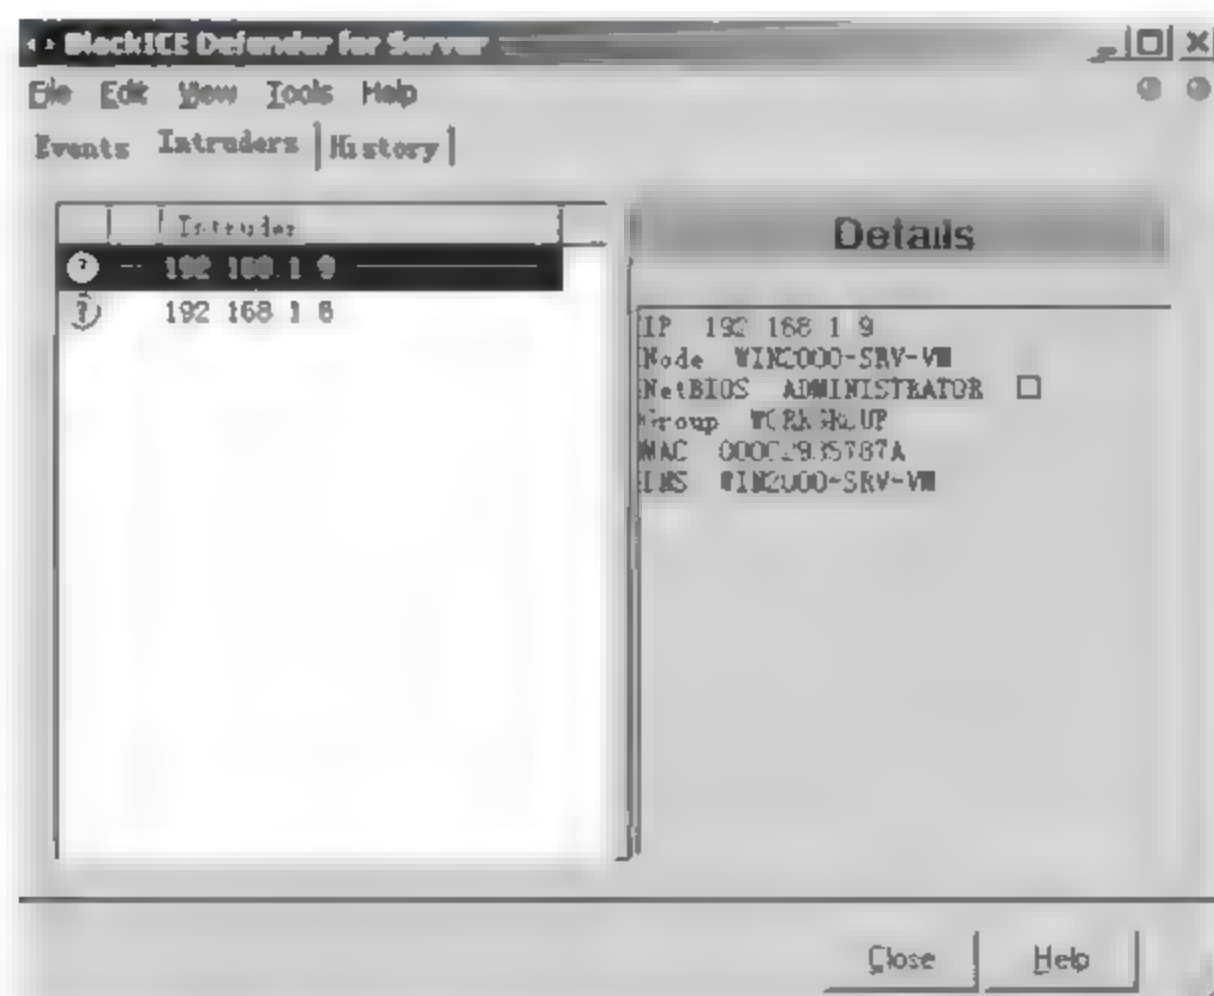 BlackICE Defender for Server
File Edit View Tools Help
Events Intruders History
Intruder
192 168 1 9
192 168 1 8
Details
IP 192 168 1 9
Node WIN2000-SRV-VM
NetBIOS ADMINISTRATOR
Group WORKGROUP
MAC
DNS WIN2000-SRV-VM
Close Help